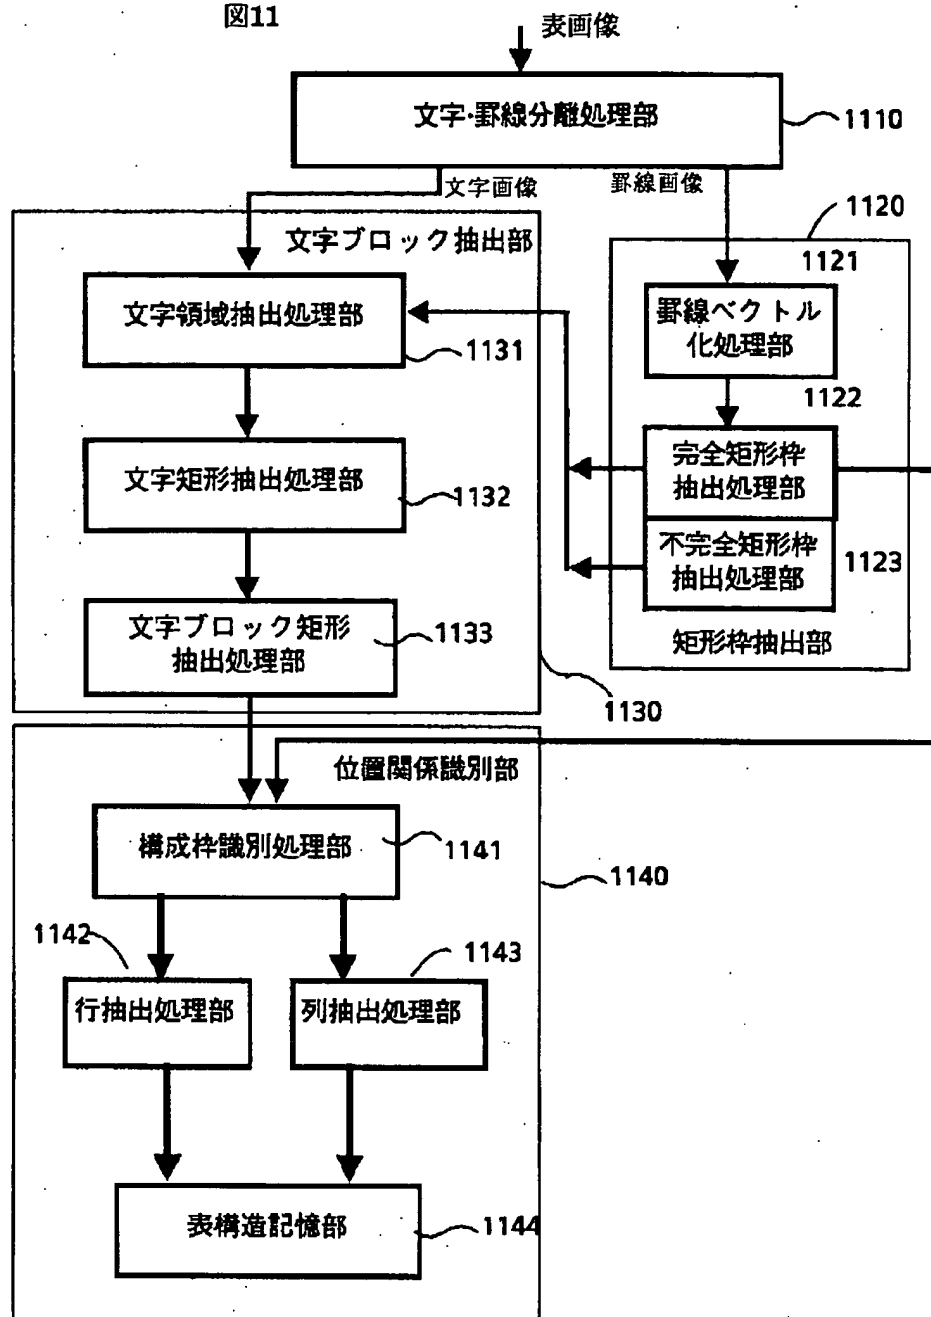 図11
表画像
文字・罫線分離処理部
1110
文字画像
罫線画像
1120
文字ブロック抽出部
1121
文字領域抽出処理部
1131
罫線ベクトル
化処理部
1122
完全矩形枠
抽出処理部
文字矩形抽出処理部
1132
不完全矩形枠
抽出処理部
1123
文字ブロック矩形
抽出処理部
1133
矩形枠抽出部
1130
位置関係識別部
構成枠識別処理部
1141
1140
1142
1143
行抽出処理部
列抽出処理部
表構造記憶部
1144